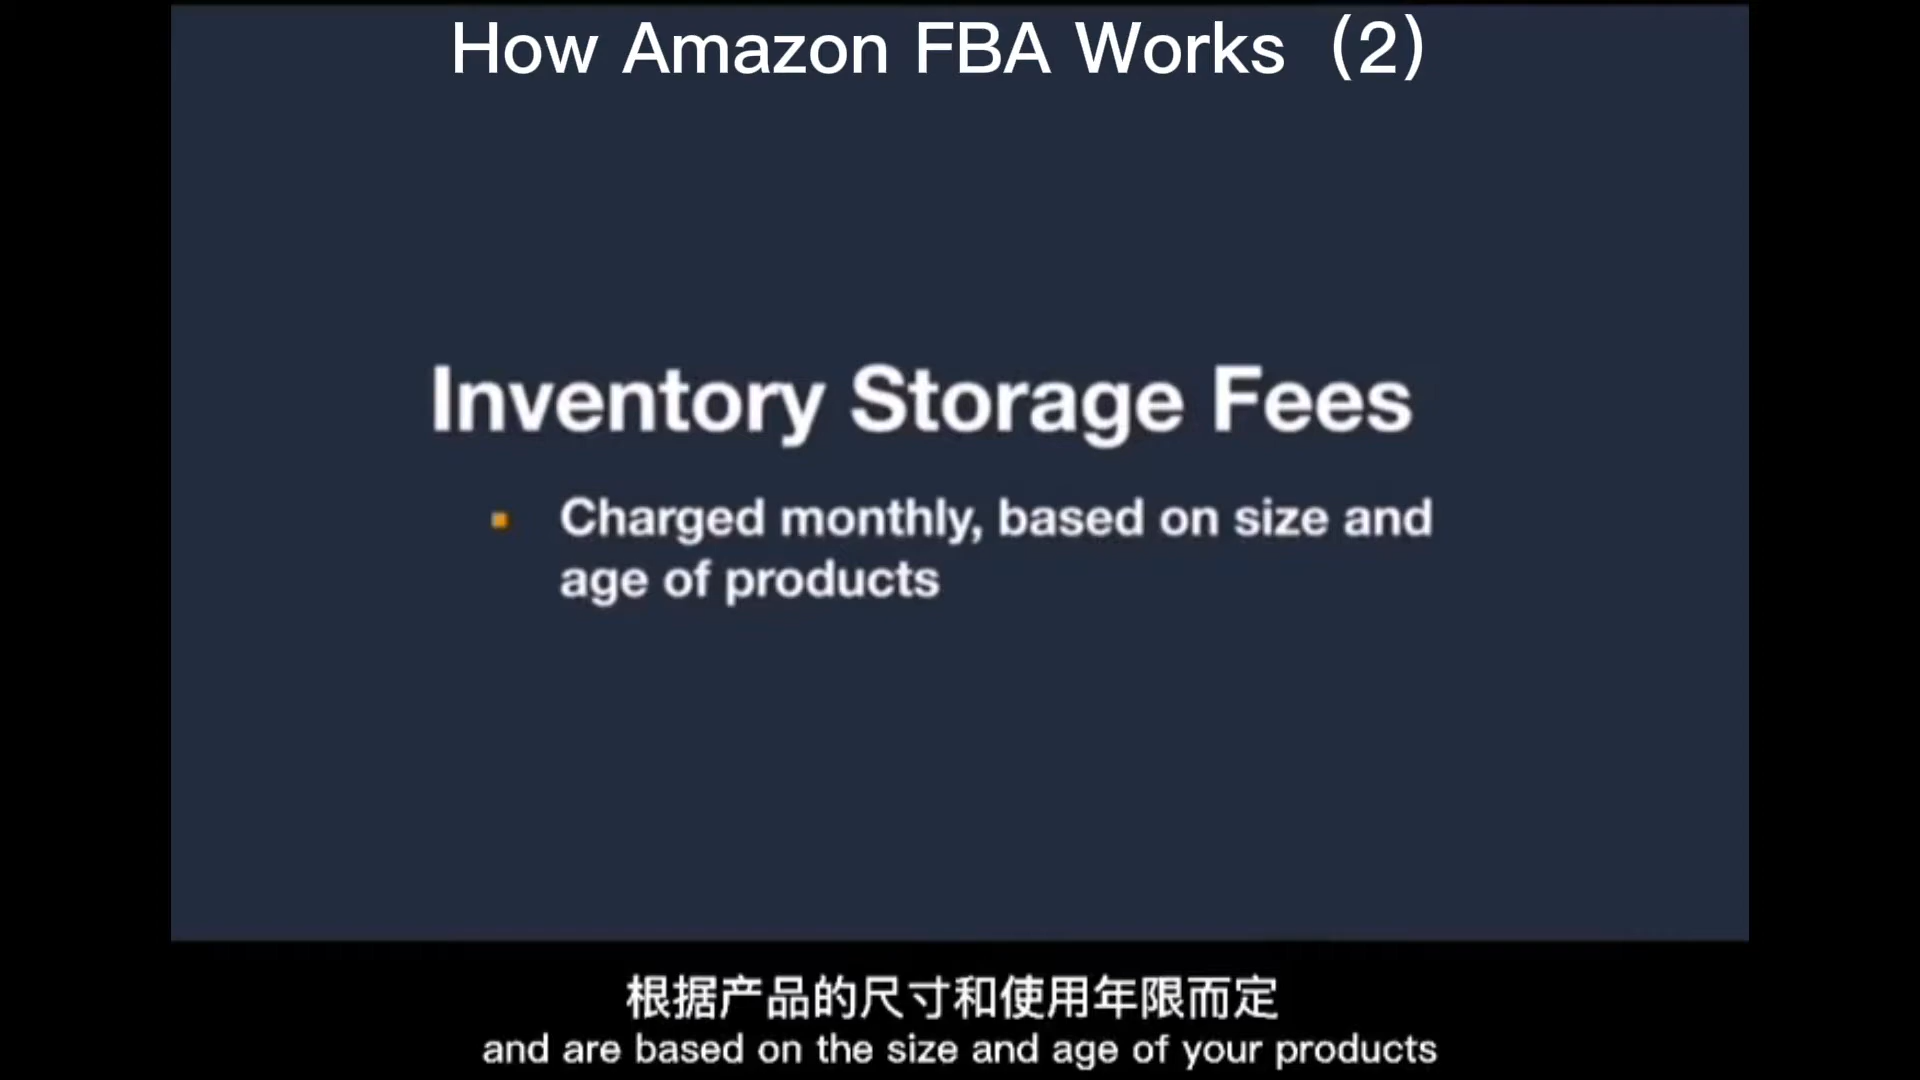 How Amazon FBA Works（2）
Inventory Storage Fees
Charged monthly, based on size and
age of products
根据产品的尺寸和使用年限而定
and are based on the size and age of your products